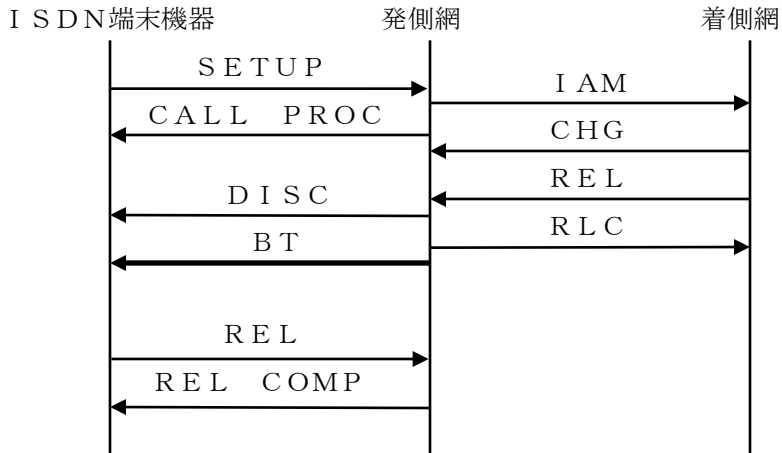 ＩＳＤＮ端末機器 発側網 着側網
ＳＥＴＵＰ
ＩＡＭ
ＣＡＬＬ ＰＲＯＣ
ＣＨＧ
ＲＥＬ
ＤＩＳＣ
ＲＬＣ
ＢＴ
ＲＥＬ
ＲＥＬ ＣＯＭＰ